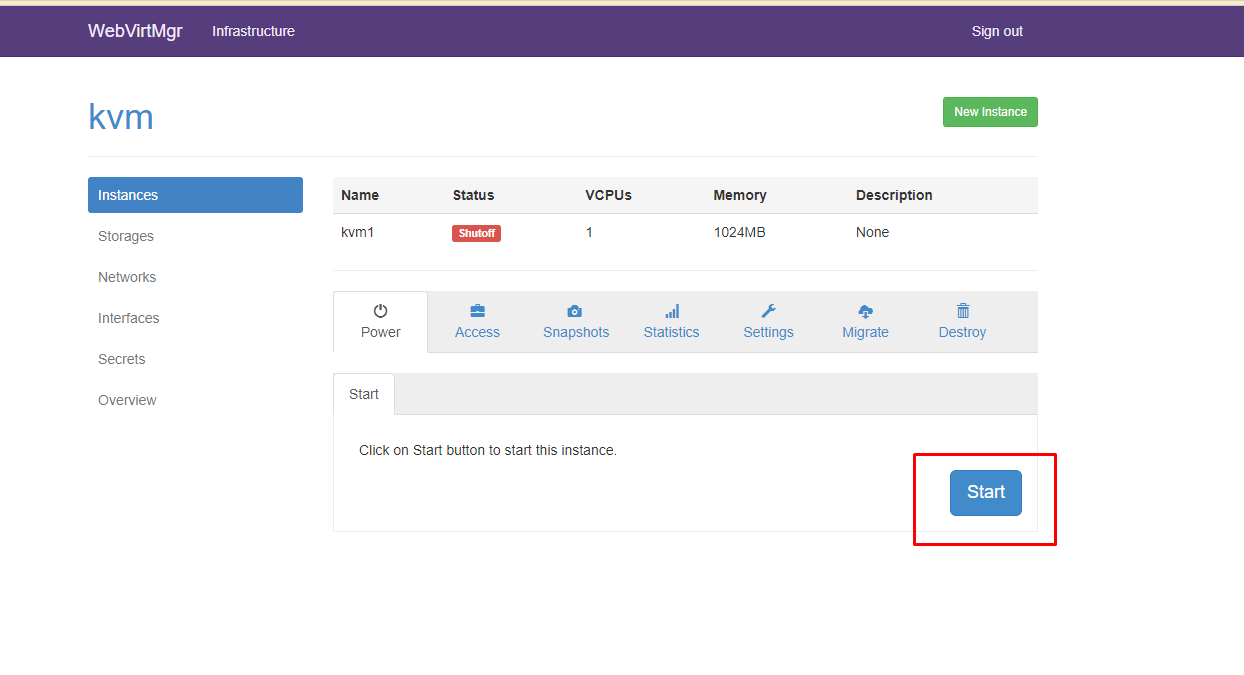 WebVirtMgr Infrastructure Sign out
kvm New Instance
Instances
Storages
Networks
Interfaces
Secrets
Overview
Name Status VCPUs Memory Description
kvm1 Shutoff 1 1024MB None
Power Access Snapshots Statistics Settings Migrate Destroy
Start
Click on Start button to start this instance.
Start